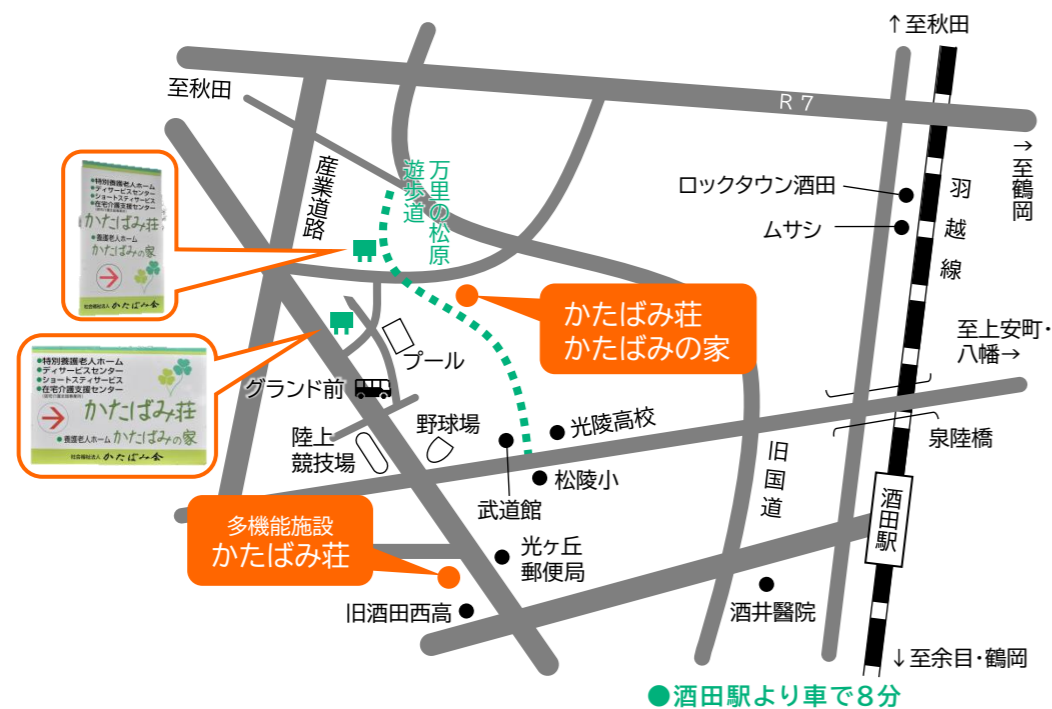 ↑至秋田
R7
至秋田
→至鶴岡
産業道路
万里の松原
遊歩道
ロックタウン酒田
ムサシ
羽越線
●特別養護老人ホーム
●デイサービスセンター
●ショートステイサービス
●在宅介護支援センター
かたばみ荘
●養護老人ホーム
かたばみの家
社会福祉法人 かたばみ会
かたばみ荘
かたばみの家
至上安町・
八幡→
プール
●特別養護老人ホーム
●デイサービスセンター
●ショートスティサービス
●在宅介護支援センター
かたばみ荘
●養護老人ホーム かたばみの家
社会福祉法人 かたばみ会
グランド前
陸上
競技場
野球場
光陵高校
泉陸橋
旧国道
松陵小
武道館
酒田駅
多機能施設
かたばみ荘
光ヶ丘
郵便局
旧酒田西高
酒井醫院
↓至余目・鶴岡
●酒田駅より車で8分